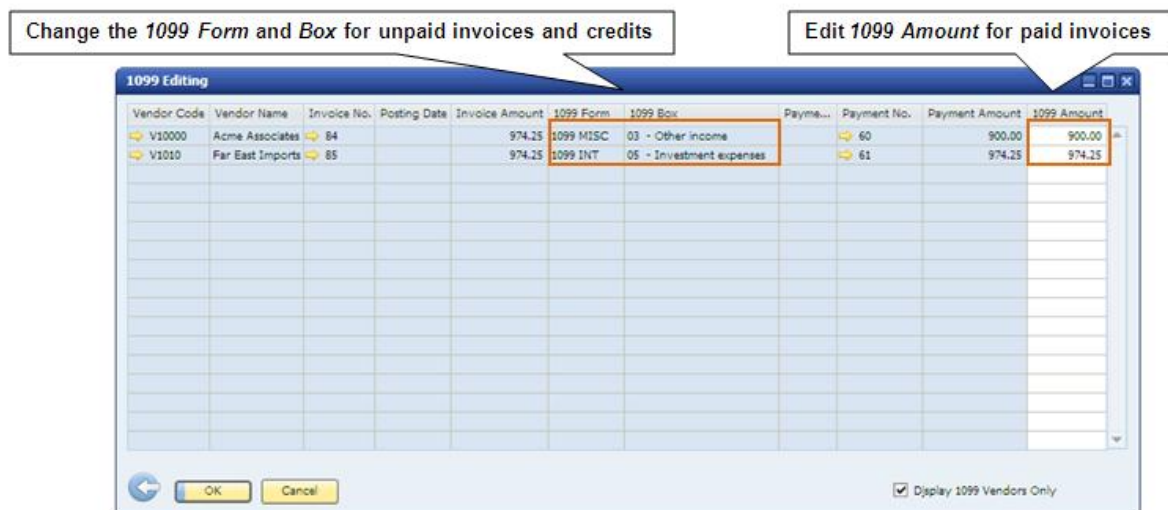 Change the 1099 Form and Box for unpaid invoices and credits
Edit 1099 Amount for paid invoices
1099 Editing
Vendor Code Vendor Name Invoice No. Posting Date Invoice Amount 1099 Form 1099 Box Payme... Payment No. Payment Amount 1099 Amount
V10000 Acme Associates 84 974.25 1099 MISC 03 - Other income 60 900.00 900.00
V1010 Far East Imports 85 974.25 1099 INT 05 - Investment expenses 61 974.25 974.25
OK Cancel Display 1099 Vendors Only